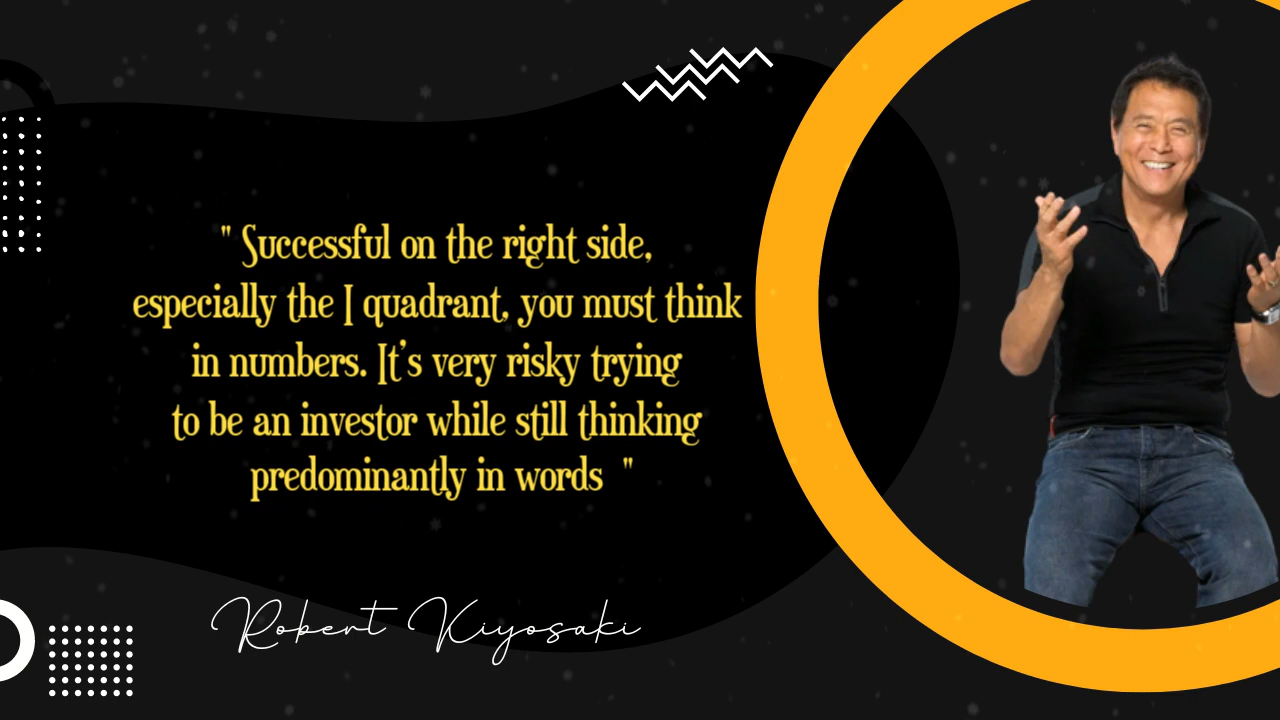 " Successful on the right side,
especially the I quadrant, you must think
in numbers. It's very risky trying
to be an investor while still thinking
predominantly in words "
Robert Kiyosaki